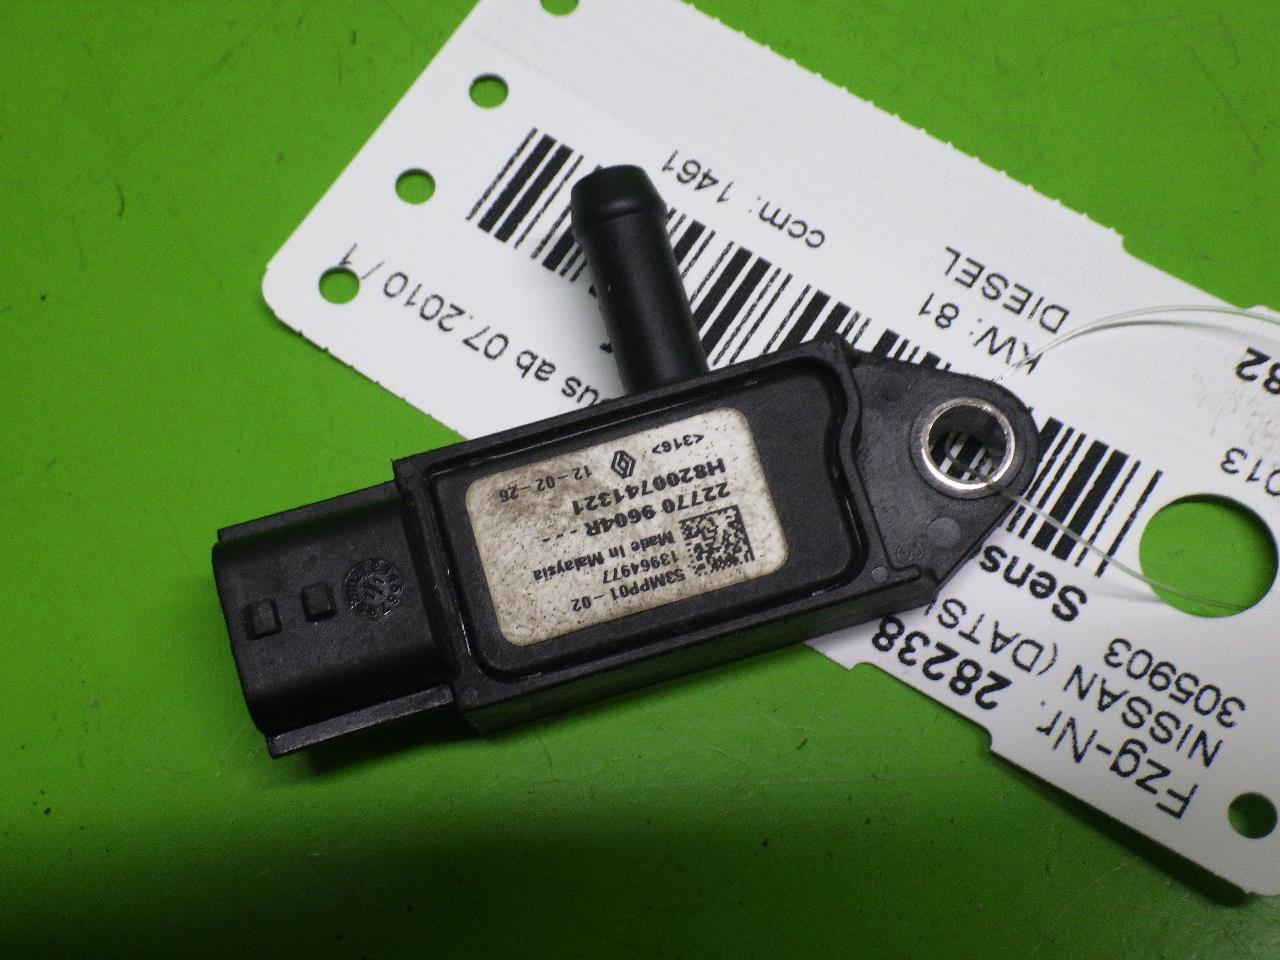 53MPP01-02
13964977
Made in Malaysia
22770 9604R ---
H8200741321
<316> 12-02-26
Fzg-Nr. 28238
NISSAN (DATS
305903
Sens
013
82
KW: 81
DIESEL
ccm: 1461
us ab 07.2010 / 1